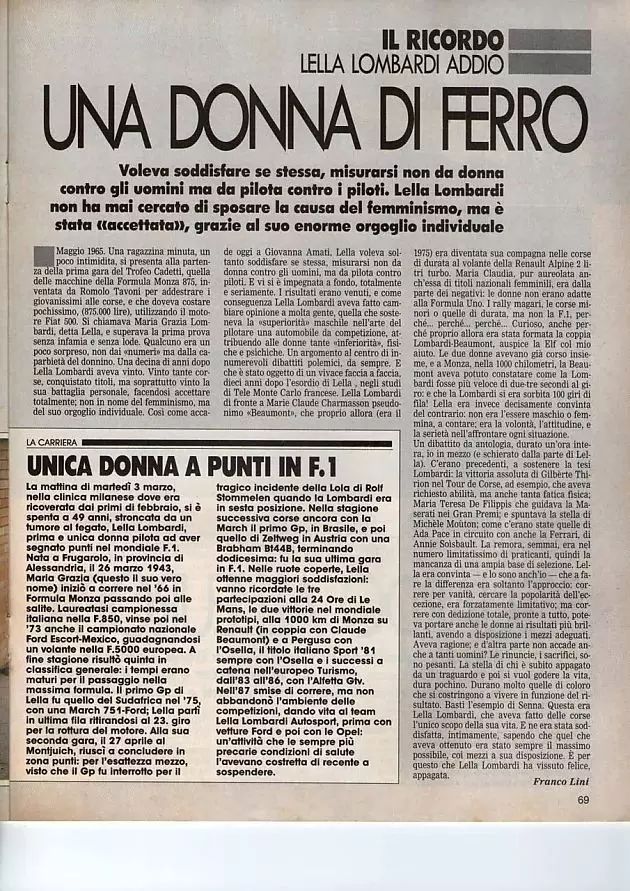 IL RICORDO
LELLA LOMBARDI ADDIO
UNA DONNA DI FERRO
Voleva soddisfare se stessa, misurarsi non da donna
contro gli uomini ma da pilota contro i piloti. Lella Lombardi
non ha mai cercato di sposare la causa del femminismo, ma è
stata «accettata», grazie al suo enorme orgoglio individuale
Maggio 1965. Una ragazzina minuta, un
poco intimidita, si presenta alla parten-
za della prima gara del Trofeo Cadetti, quella
delle macchine della Formula Monza 875, in-
ventata da Romolo Tavoni per addestrare i
giovanissimi alle corse, e che doveva costare
pochissimo, (875.000 lire), utilizzando il moto-
re Fiat 500. Si chiamava Maria Grazia Lom-
bardi, detta Lella, e superava la prima prova
senza infamia e senza lode. Qualcuno era un
poco sorpreso, non dai «numeri» ma dalla ca-
parbietà del donnino. Una decina di anni dopo
Lella Lombardi aveva vinto. Vinto tante cor-
se, conquistato titoli, ma soprattutto vinto la
sua battaglia personale, facendosi accettare
totalmente; non in nome del femminismo, ma
del suo orgoglio individuale. Così come acca-
de oggi a Giovanna Amati, Lella voleva sol-
tanto soddisfare se stessa, misurarsi non da
donna contro gli uomini, ma da pilota contro
piloti. E vi si è impegnata a fondo, totalmente
e seriamente. I risultati erano venuti, e come
conseguenza Lella Lombardi aveva fatto cam-
biare opinione a molta gente, quella che soste-
neva la «superiorità» maschile nell'arte del
pilotare una automobile da competizione, at-
tribuendo alle donne tante «inferiorità», fisi-
che e psichiche. Un argomento al centro di in-
numerevoli dibattiti polemici, da sempre. E
che è stato oggetto di un vivace faccia a faccia,
dieci anni dopo l'esordio di Lella , negli studi
di Tele Monte Carlo francese. Lella Lombardi
di fronte a Marie Claude Charmasson pseudo-
nimo «Beaumont», che proprio allora (era il
1975) era diventata sua compagna nelle corse
di durata al volante della Renault Alpine 2 li-
tri turbo. Maria Claudia, pur aureolata an-
ch'essa di titoli nazionali femminili, era dalla
parte dei negativi: le donne non erano adatte
alla Formula Uno. I rally magari, le corse mi-
nori o quelle di durata, ma non la F.1, per-
ché... perché... perché... Curioso, anche per-
ché proprio allora era stata formata la coppia
Lombardi-Beaumont, auspice la Elf col mio
aiuto. Le due donne avevano già corso insie-
me, e a Monza, nella 1000 chilometri, la Beau-
mont aveva potuto constatare come la Lom-
bardi fosse più veloce di due-tre secondi al gi-
ro: e che la Lombardi si era sorbita 100 giri di
fila! Lella era invece decisamente convinta
del contrario: non era l'essere maschio o fem-
mina, a contare; era la volontà, l'attitudine, e
la serietà nell'affrontare ogni situazione.
Un dibattito da antologia, durato un'ora inte-
ra, io in mezzo (e schierato dalla parte di Lel-
la). C'erano precedenti, a sostenere la tesi
Lombardi: la vittoria assoluta di Gilberte Thi-
rion nel Tour de Corse, ad esempio, che aveva
richiesto abilità, ma anche tanta fatica fisica;
Maria Teresa De Filippis che guidava la Ma-
serati nei Gran Premi; e spuntava la stella di
Michèle Mouton; come c'erano state quelle di
Ada Pace in circuito con anche la Ferrari, di
Annie Soisbault. La remora, semmai, era nel
numero limitatissimo di praticanti, quindi la
mancanza di una ampia base di selezione. Lel-
la era convinta — e lo sono anch'io — che a fa-
re la differenza era soltanto l'approccio: cor-
rere per vanità, cercare la popolarità dell'ec-
cezione, era forzatamente limitativo; ma cor-
rere con dedizione totale, pronte a tutto, pote-
va portare anche le donne ai risultati più bril-
lanti, avendo a disposizione i mezzi adeguati.
Aveva ragione; e d'altra parte non accade an-
che a tanti uomini? Le rinuncie, i sacrifici, so-
no pesanti. La stella di chi è subito appagato
da un traguardo e poi si vuol godere la vita,
dura pochino. Durano molto quelle di coloro
che si costringono a vivere in funzione del ri-
sultato. Basti l'esempio di Senna. Questa era
Lella Lombardi, che aveva fatto delle corse
l'unico scopo della sua vita. E ne era stata sod-
disfatta, intimamente, sapendo che quel che
aveva ottenuto era stato sempre il massimo
possibile, coi mezzi a sua disposizione. È per
questo che Lella Lombardi ha vissuto felice,
appagata.
Franco Lini
LA CARRIERA
UNICA DONNA A PUNTI IN F.1
La mattina di martedì 3 marzo,
nella clinica milanese dove era
ricoverata dai primi di febbraio, si è
spenta a 49 anni, stroncata da un
tumore al fegato, Lella Lombardi,
prima e unica donna pilota ad aver
segnato punti nel mondiale F.1.
Nata a Frugarolo, in provincia di
Alessandria, il 26 marzo 1943,
Maria Grazia (questo il suo vero
nome) iniziò a correre nel '66 in
Formula Monza passando poi alle
salite. Laureatasi campionessa
italiana nella F.850, vinse poi nel
'73 anche il campionato nazionale
Ford Escort-Mexico, guadagnandosi
un volante nella F.5000 europea. A
fine stagione risultò quinta in
classifica generale: i tempi erano
maturi per il passaggio nella
massima formula. Il primo Gp di
Lella fu quello del Sudafrica nel '75,
con una March 751-Ford; Lella partì
in ultima fila ritirandosi al 23. giro
per la rottura del motore. Alla sua
seconda gara, il 27 aprile al
Montjuich, riuscì a concludere in
zona punti: per l'esattezza mezzo,
visto che il Gp fu interrotto per il
tragico incidente della Lola di Rolf
Stommelen quando la Lombardi era
in sesta posizione. Nella stagione
successiva corse ancora con la
March il primo Gp, in Brasile, e poi
quello di Zeltweg in Austria con una
Brabham Bt44B, terminando
dodicesima: fu la sua ultima gara
in F.1. Nelle ruote coperte, Lella
ottenne maggiori soddisfazioni:
vanno ricordate le tre
partecipazioni alla 24 Ore di Le
Mans, le due vittorie nel mondiale
prototipi, alla 1000 km di Monza su
Renault (in coppia con Claude
Beaumont) e a Pergusa con
l'Osella, il titolo italiano Sport '81
sempre con l'Osella e i successi a
catena nell'europeo Turismo,
dall'83 all'86, con l'Alfetta Gtv.
Nell'87 smise di correre, ma non
abbandonò l'ambiente delle
competizioni, dando vita al team
Lella Lombardi Autosport, prima con
vetture Ford e poi con le Opel:
un'attività che le sempre più
precarie condizioni di salute
l'avevano costretta di recente a
sospendere.
69